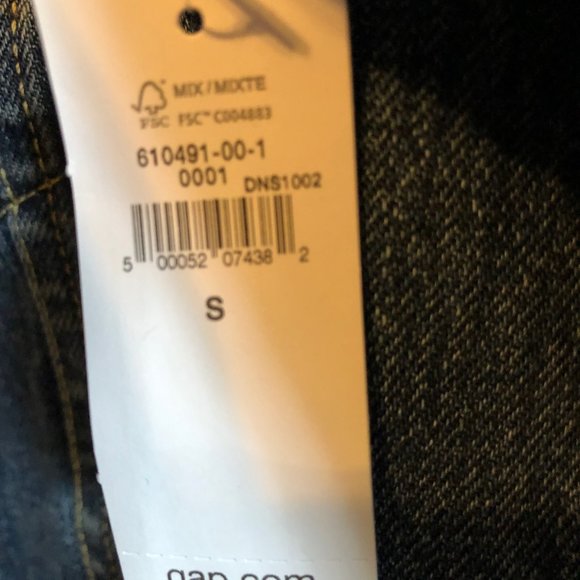 MIX / MIXTE
FSC FSC™ C004883
610491-00-1
0001 DNS1002
5 00052 07438 2
S
gap.com